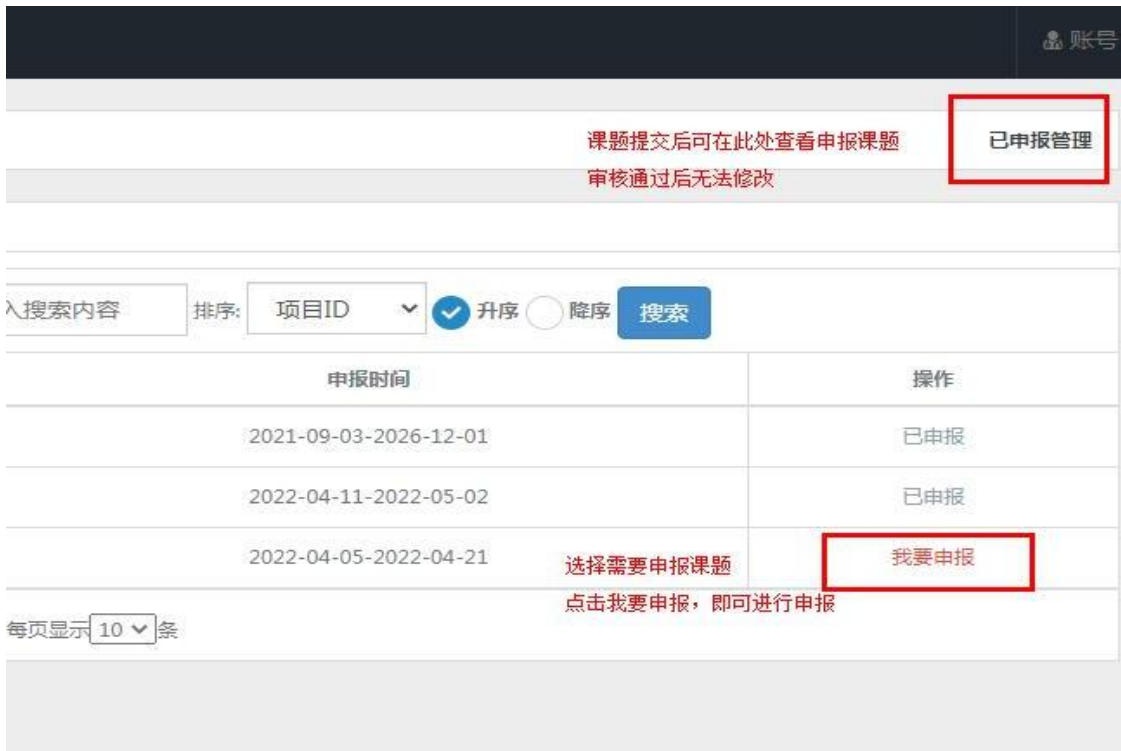 账号
课题提交后可在此处查看申报课题
已申报管理
审核通过后无法修改
入搜索内容 排序: 项目ID 升序 降序 搜索
申报时间 操作
2021-09-03-2026-12-01 已申报
2022-04-11-2022-05-02 已申报
2022-04-05-2022-04-21 我要申报
选择需要申报课题
点击我要申报，即可进行申报
每页显示 10 条